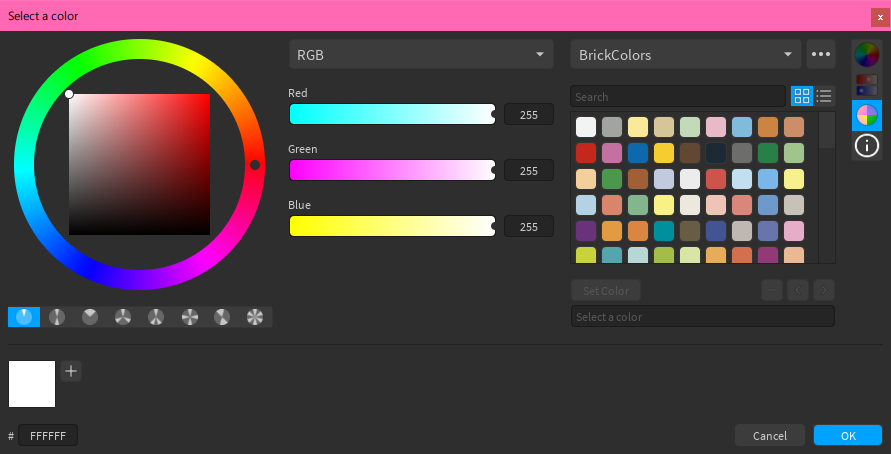 Select a color
x
RGB
Red
255
Green
255
Blue
255
BrickColors
Search
Set Color
Select a color
# FFFFFF
Cancel
OK